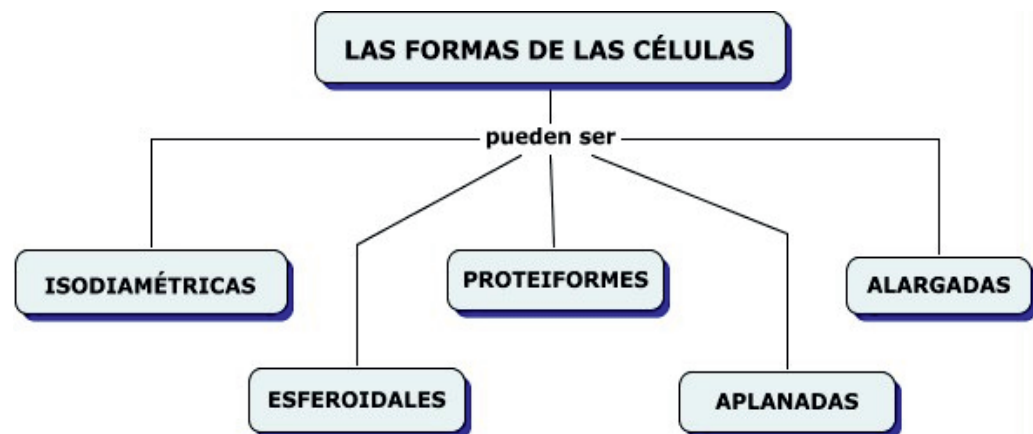 LAS FORMAS DE LAS CÉLULAS
pueden ser
ISODIAMÉTRICAS
PROTEIFORMES
ALARGADAS
ESFEROIDALES
APLANADAS